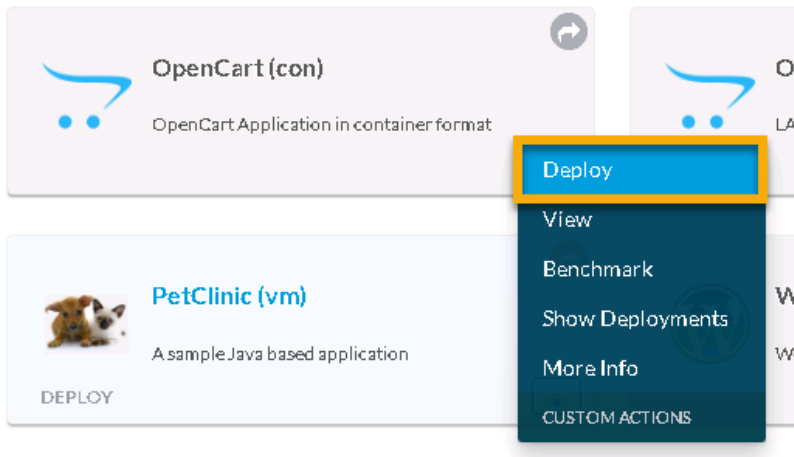 OpenCart (con)
OpenCart Application in container format
Deploy
View
Benchmark
Show Deployments
More Info
CUSTOM ACTIONS
PetClinic (vm)
A sample Java based application
DEPLOY